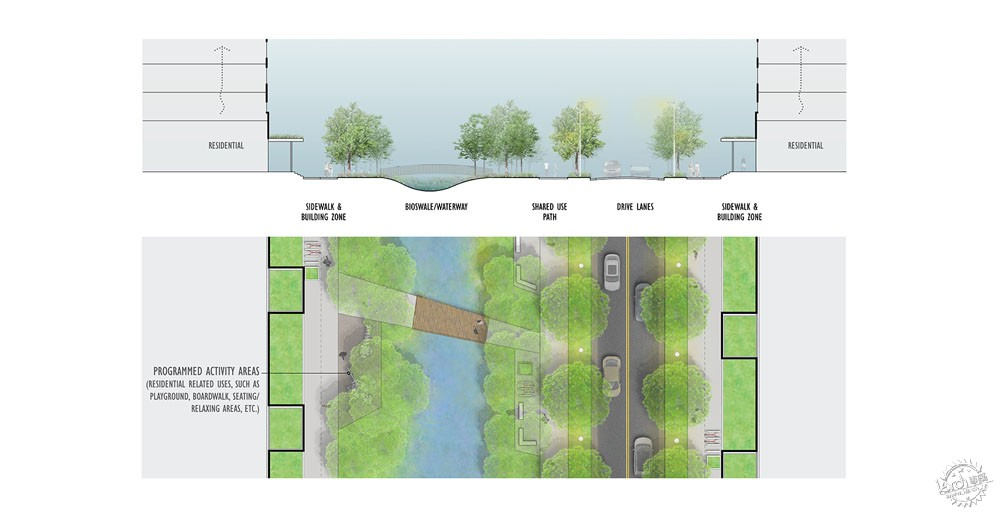 RESIDENTIAL
RESIDENTIAL
SIDEWALK &
BUILDING ZONE
BIOSWALE/WATERWAY
SHARED USE
PATH
DRIVE LANES
SIDEWALK &
BUILDING ZONE
PROGRAMMED ACTIVITY AREAS
(RESIDENTIAL RELATED USES, SUCH AS
PLAYGROUND, BOARDWALK, SEATING/
RELAXING AREAS, ETC.)